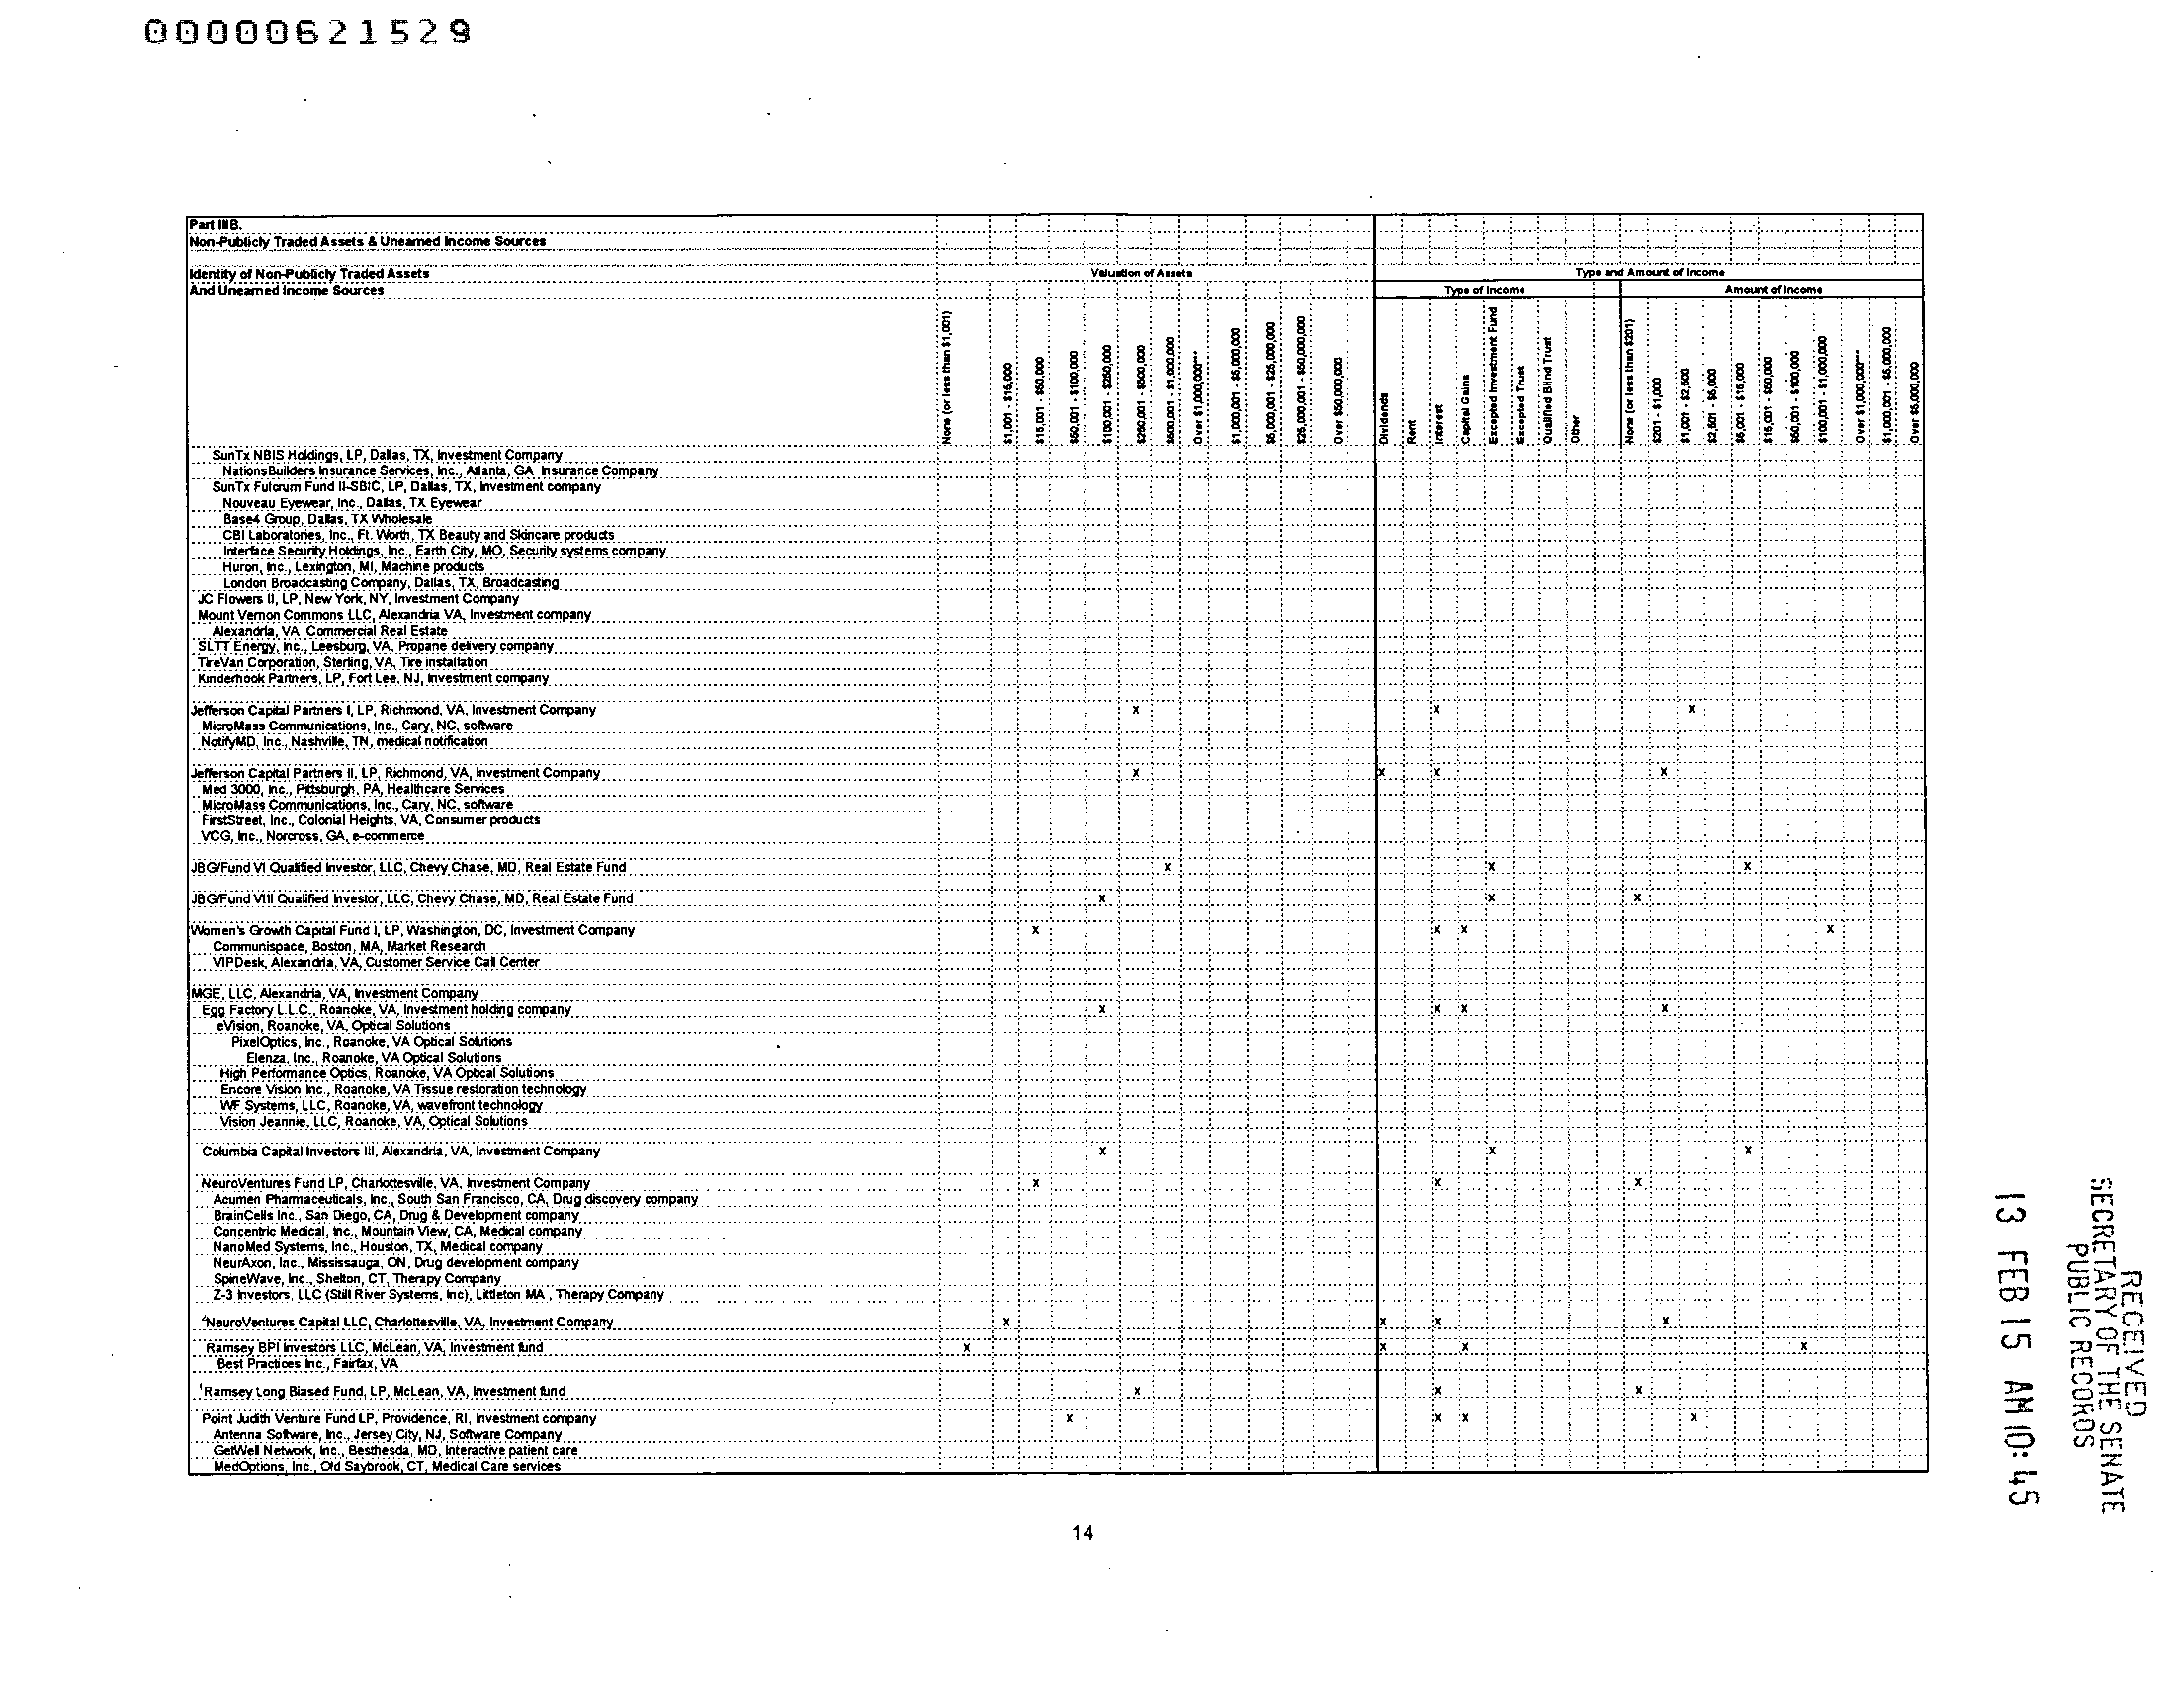 00000621529
Part IIIB.
Non-Publicly Traded Assets & Unearned Income Sources
Identity of Non-Publicly Traded Assets
And Unearned Income Sources
Valuation of Assets
Type and Amount of Income
Type of Income
Amount of Income
None (or less than $1,001)
$1,001 - $15,000
$15,001 - $50,000
$50,001 - $100,000
$100,001 - $250,000
$250,001 - $500,000
$500,001 - $1,000,000
Over $1,000,000***
$1,000,001 - $5,000,000
$5,000,001 - $25,000,000
$25,000,001 - $50,000,000
Over $50,000,000
Dividends
Rent
Interest
Capital Gains
Excepted Investment Fund
Excepted Trust
Qualified Blind Trust
Other
None (or less than $201)
$201 - $1,000
$1,001 - $2,500
$2,501 - $5,000
$5,001 - $15,000
$15,001 - $50,000
$50,001 - $100,000
$100,001 - $1,000,000
Over $1,000,000***
$1,000,001 - $5,000,000
Over $5,000,000
SunTx NBIS Holdings, LP, Dallas, TX, Investment Company
NationsBuilders Insurance Services, Inc., Atlanta, GA Insurance Company
SunTx Fulcrum Fund II-SBIC, LP, Dallas, TX, Investment company
Nouveau Eyewear, Inc., Dallas, TX Eyewear
Base4 Group, Dallas, TX Wholesale
CBI Laboratories, Inc., Ft. Worth, TX Beauty and Skincare products
Interface Security Holdings, Inc., Earth City, MO, Security systems company
Huron, Inc., Lexington, MI, Machine products
London Broadcasting Company, Dallas, TX, Broadcasting
JC Flowers II, LP, New York, NY, Investment Company
Mount Vernon Commons LLC, Alexandria VA, Investment company
Alexandria, VA Commercial Real Estate
SLTT Energy, Inc., Leesburg, VA, Propane delivery company
TireVan Corporation, Sterling, VA, Tire installation
Kinderhook Partners, LP, Fort Lee, NJ, Investment company
Jefferson Capital Partners I, LP, Richmond, VA, Investment Company x x x
MicroMass Communications, Inc., Cary, NC, software
NotifyMD, Inc., Nashville, TN, medical notification
Jefferson Capital Partners II, LP, Richmond, VA, Investment Company x x x x
Med 3000, Inc., Pittsburgh, PA, Healthcare Services
MicroMass Communications, Inc., Cary, NC, software
FirstStreet, Inc., Colonial Heights, VA, Consumer products
VCG, Inc., Norcross, GA, e-commerce
JBG/Fund VI Qualified Investor, LLC, Chevy Chase, MD, Real Estate Fund x x x
JBG/Fund VIII Qualified Investor, LLC, Chevy Chase, MD, Real Estate Fund x x x
Women's Growth Capital Fund I, LP, Washington, DC, Investment Company x x x x
Communispace, Boston, MA, Market Research
VIPDesk, Alexandria, VA, Customer Service Call Center
MGE, LLC, Alexandria, VA, Investment Company
Egg Factory L.L.C., Roanoke, VA, Investment holding company x x x x
eVision, Roanoke, VA, Optical Solutions
PixelOptics, Inc., Roanoke, VA Optical Solutions
Elenza, Inc., Roanoke, VA Optical Solutions
High Performance Optics, Roanoke, VA Optical Solutions
Encore Vision Inc., Roanoke, VA Tissue restoration technology
WF Systems, LLC, Roanoke, VA, wavefront technology
Vision Jeannie, LLC, Roanoke, VA, Optical Solutions
Columbia Capital Investors III, Alexandria, VA, Investment Company x x x
NeuroVentures Fund LP, Charlottesville, VA, Investment Company x x x
Acumen Pharmaceuticals, Inc., South San Francisco, CA, Drug discovery company
BrainCells Inc., San Diego, CA, Drug & Development company
Concentric Medical, Inc., Mountain View, CA, Medical company
NanoMed Systems, Inc., Houston, TX, Medical company
NeurAxon, Inc., Mississauga, ON, Drug development company
SpineWave, Inc., Shelton, CT, Therapy Company
Z-3 Investors, LLC (Still River Systems, Inc), Littleton MA , Therapy Company
NeuroVentures Capital LLC, Charlottesville, VA, Investment Company x x x x
Ramsey BPI Investors LLC, McLean, VA, Investment fund x x x x
Best Practices Inc., Fairfax, VA
Ramsey Long Biased Fund, LP, McLean, VA, Investment fund x x x
Point Judith Venture Fund LP, Providence, RI, Investment company x x x x
Antenna Software, Inc., Jersey City, NJ, Software Company
GetWell Network, Inc., Besthesda, MD, Interactive patient care
MedOptions, Inc., Old Saybrook, CT, Medical Care services
14
RECEIVED
SECRETARY OF THE SENATE
PUBLIC RECORDS
13 FEB 15 AM 10:45